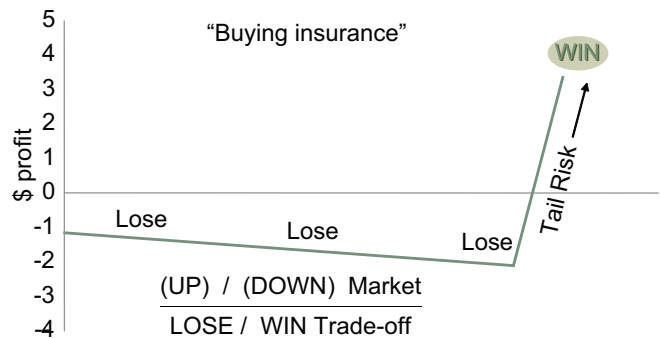 5
4
3
2
1
0
-1
-2
-3
-4
$ profit
“Buying insurance”
WIN
Tail Risk
Lose
Lose
Lose
(UP) / (DOWN) Market
LOSE / WIN Trade-off